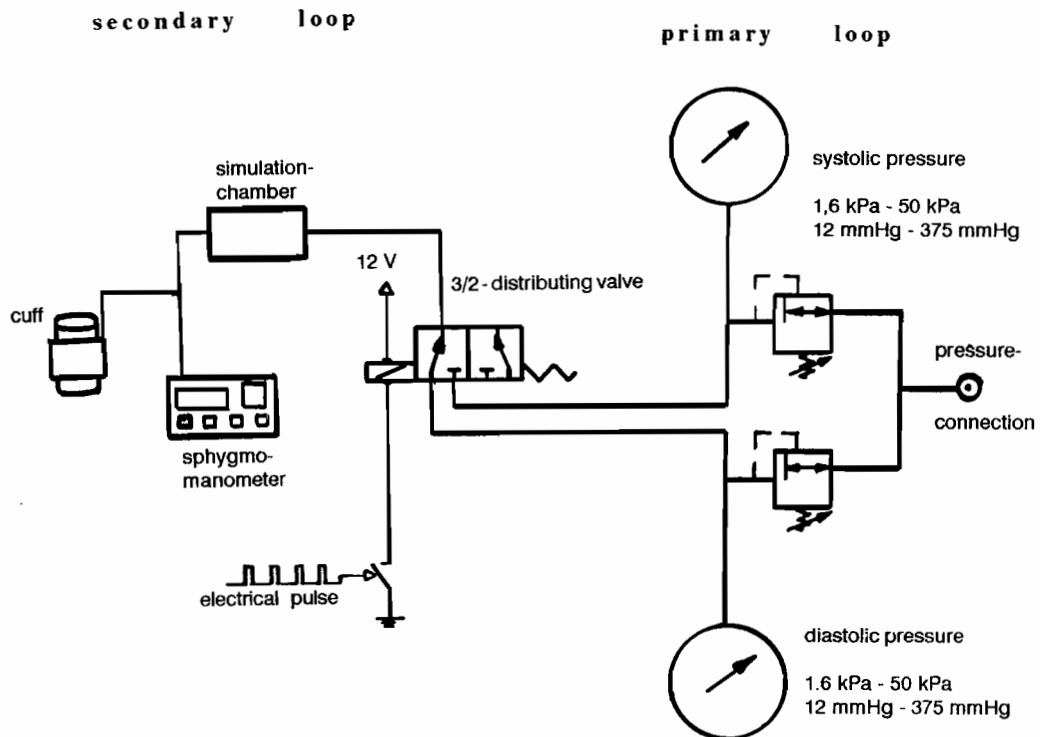 secondary loop
primary loop
systolic pressure
1,6 kPa - 50 kPa
12 mmHg - 375 mmHg
simulation-
chamber
12 V
3/2 - distributing valve
cuff
pressure-
connection
sphygmo-
manometer
electrical pulse
diastolic pressure
1.6 kPa - 50 kPa
12 mmHg - 375 mmHg